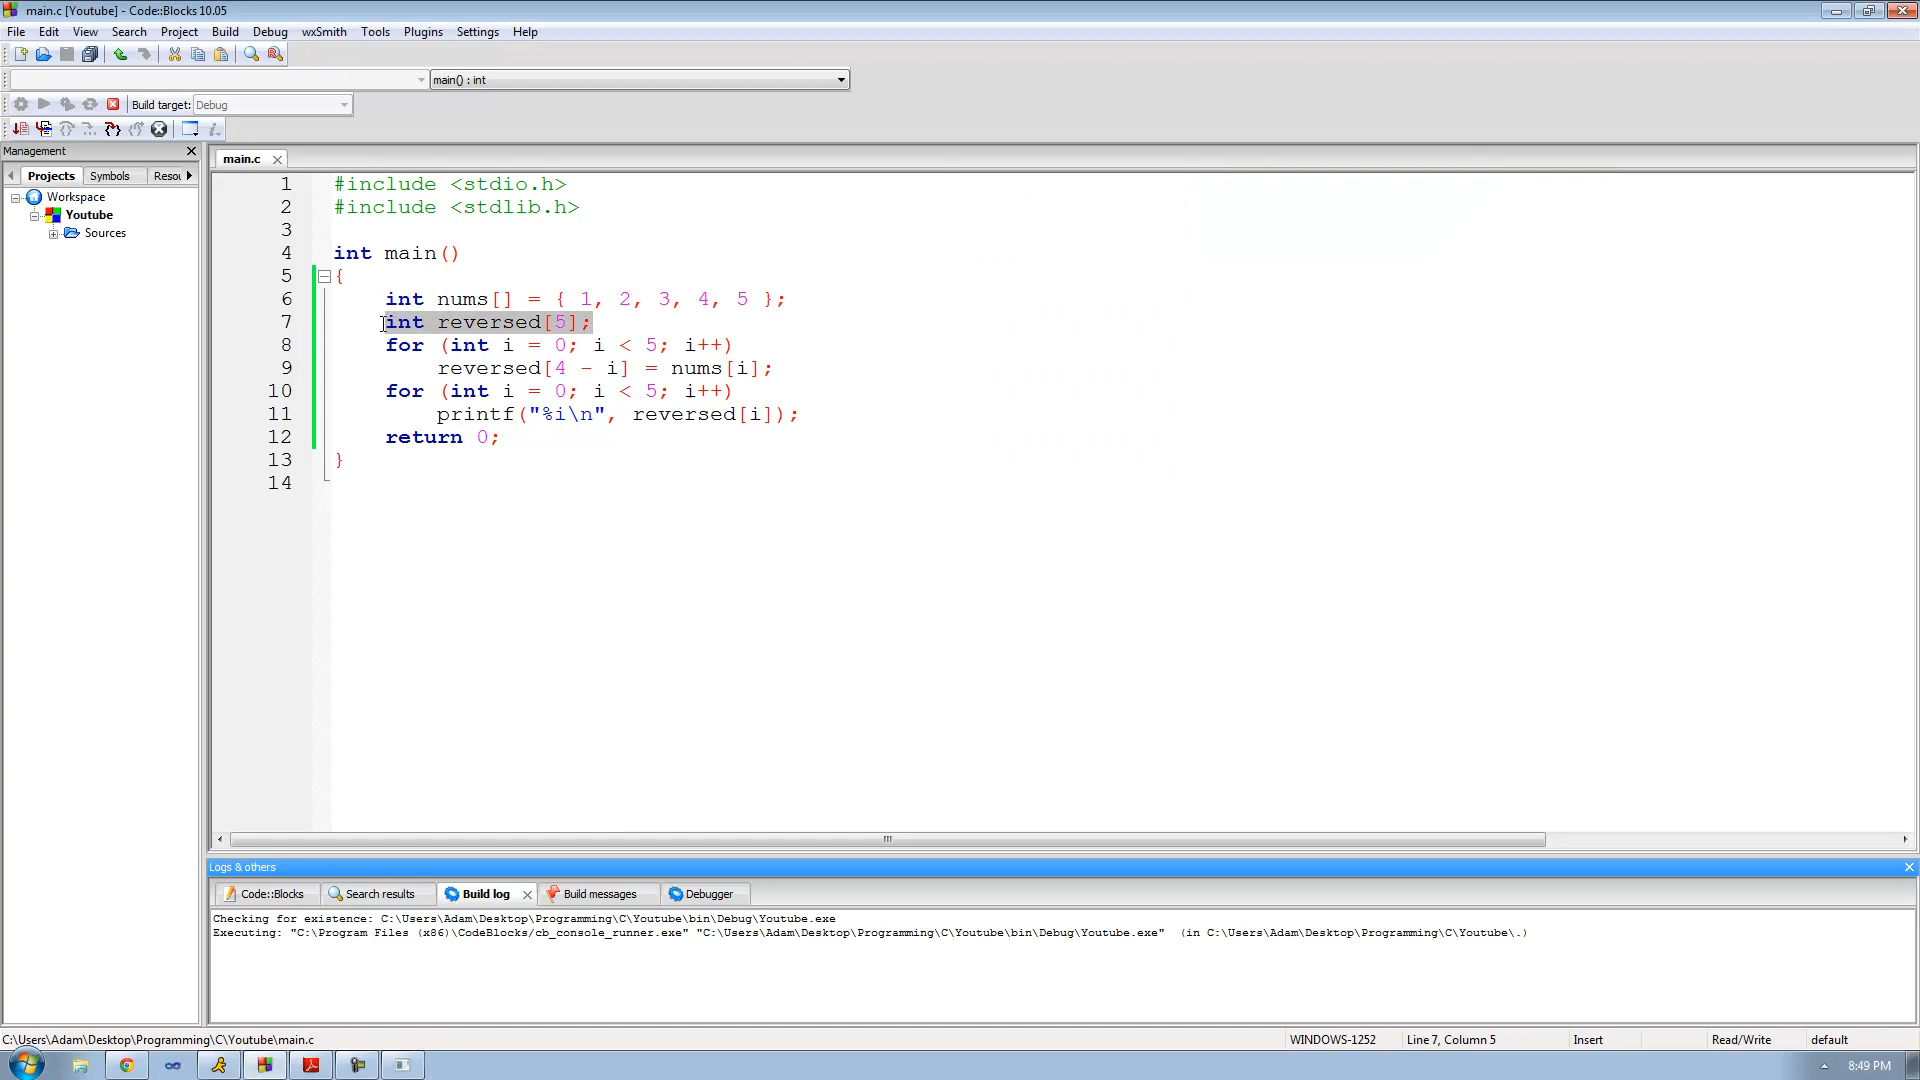 main.c [Youtube] - Code::Blocks 10.05
File Edit View Search Project Build Debug wxSmith Tools Plugins Settings Help
main() : int
Build target: Debug
Management
Projects Symbols Resou
main.c
Workspace
Youtube
Sources
1 #include <stdio.h>
2 #include <stdlib.h>
3
4 int main()
5 {
6 int nums[] = { 1, 2, 3, 4, 5 };
7 int reversed[5];
8 for (int i = 0; i < 5; i++)
9 reversed[4 - i] = nums[i];
10 for (int i = 0; i < 5; i++)
11 printf("%i\n", reversed[i]);
12 return 0;
13 }
14
Logs & others
Code::Blocks Search results Build log Build messages Debugger
Checking for existence: C:\Users\Adam\Desktop\Programming\C\Youtube\bin\Debug\Youtube.exe
Executing: "C:\Program Files (x86)\CodeBlocks/cb_console_runner.exe" "C:\Users\Adam\Desktop\Programming\C\Youtube\bin\Debug\Youtube.exe" (in C:\Users\Adam\Desktop\Programming\C\Youtube\.)
C:\Users\Adam\Desktop\Programming\C\Youtube\main.c WINDOWS-1252 Line 7, Column 5 Insert Read/Write default
8:49 PM